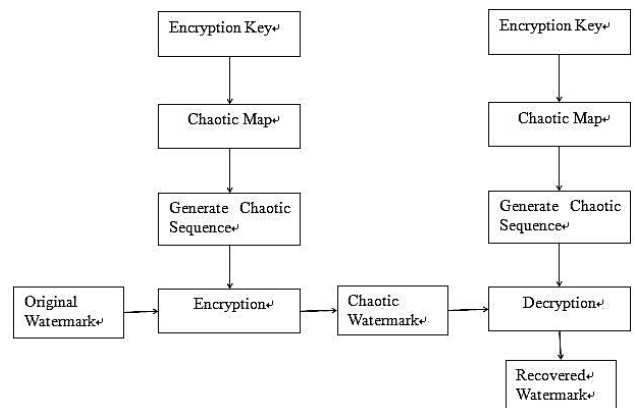 Encryption Key↵
Encryption Key↵
Chaotic Map↵
Chaotic Map↵
Generate Chaotic
Sequence↵
Generate Chaotic
Sequence↵
Original
Watermark↵
Encryption↵
Chaotic
Watermark↵
Decryption↵
Recovered↵
Watermark↵